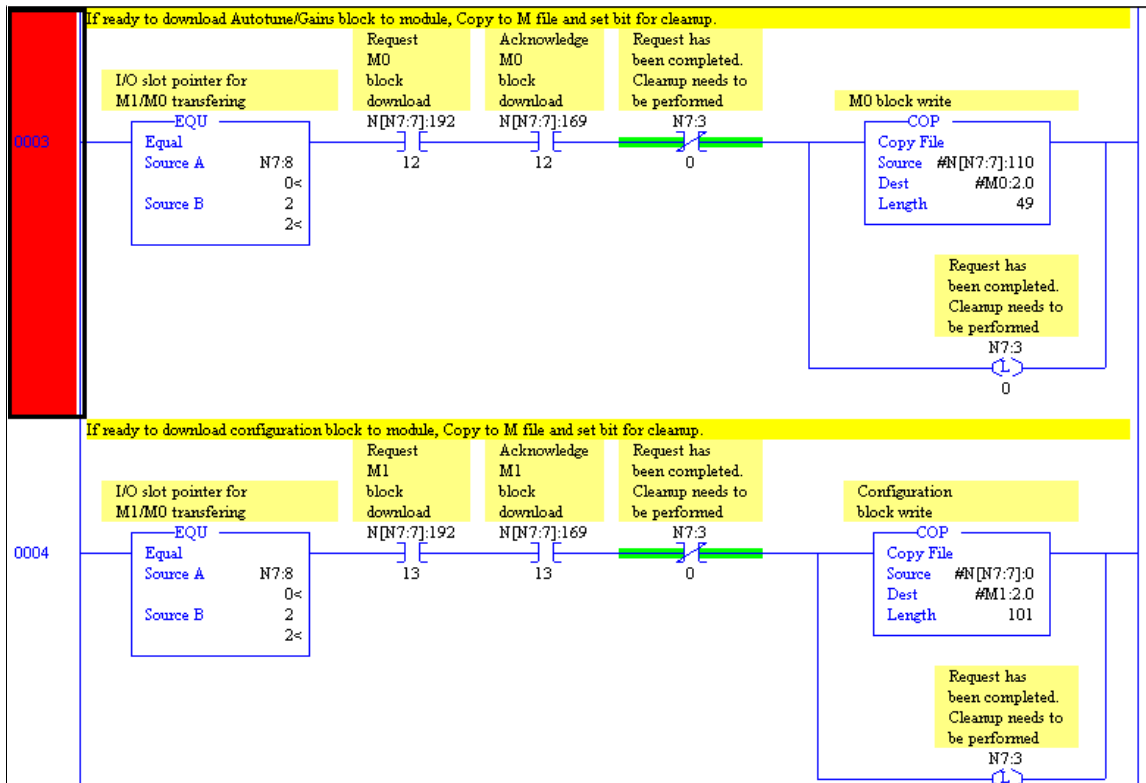 If ready to download Autotune/Gains block to module, Copy to M file and set bit for cleanup.
I/O slot pointer for
M1/M0 transfering
Request
M0
block
download
Acknowledge
M0
block
download
Request has
been completed.
Cleanup needs to
be performed
M0 block write
0003
EQU
Equal
Source A N7:8
0<
Source B 2
2<
N[N7:7]:192
12
N[N7:7]:169
12
N7:3
0
COP
Copy File
Source #N[N7:7]:110
Dest #M0:2.0
Length 49
Request has
been completed.
Cleanup needs to
be performed
N7:3
L
0
If ready to download configuration block to module, Copy to M file and set bit for cleanup.
I/O slot pointer for
M1/M0 transfering
Request
M1
block
download
Acknowledge
M1
block
download
Request has
been completed.
Cleanup needs to
be performed
Configuration
block write
0004
EQU
Equal
Source A N7:8
0<
Source B 2
2<
N[N7:7]:192
13
N[N7:7]:169
13
N7:3
0
COP
Copy File
Source #N[N7:7]:0
Dest #M1:2.0
Length 101
Request has
been completed.
Cleanup needs to
be performed
N7:3
L